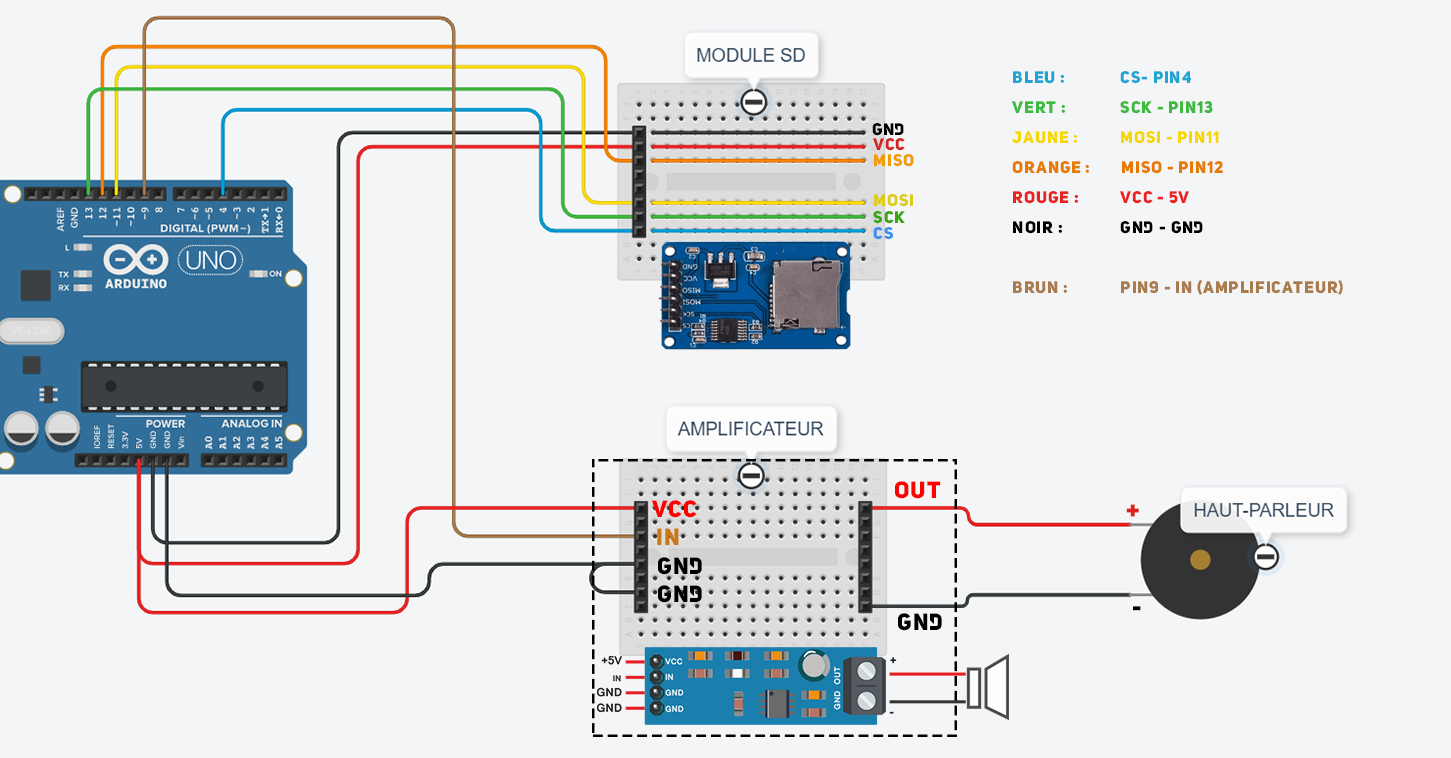 MODULE SD
BLEU : CS- PIN4
VERT : SCK - PIN13
JAUNE : MOSI - PIN11
ORANGE : MISO - PIN12
ROUGE : VCC - 5V
NOIR : GND - GND
BRUN : PIN9 - IN (AMPLIFICATEUR)
GND
VCC
MISO
MOSI
SCK
CS
AREF
GND
13
12
~11
~10
~9
8
7
~6
~5
4
~3
2
TX→1
RX←0
DIGITAL (PWM~)
L
TX
RX
UNO
ON
ARDUINO
GND
VCC
MISO
MOSI
SCK
CS
POWER
ANALOG IN
IOREF
RESET
3.3V
5V
GND
GND
Vin
A0
A1
A2
A3
A4
A5
AMPLIFICATEUR
VCC
IN
GND
GND
OUT
GND
+
HAUT-PARLEUR
-
+5V
IN
GND
GND
VCC
IN
GND
GND
OUT
GND
+
-